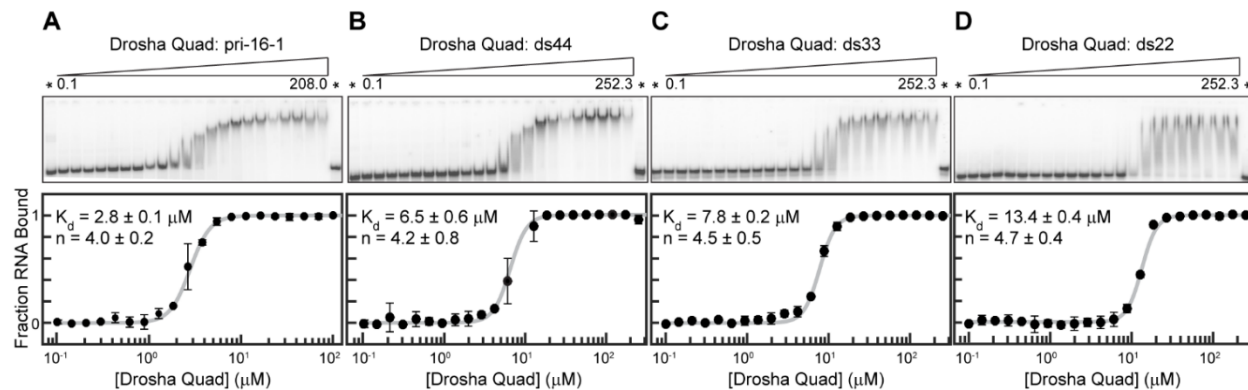 A
Drosha Quad: pri-16-1
* 0.1 208.0 *
B
Drosha Quad: ds44
* 0.1 252.3 *
C
Drosha Quad: ds33
* 0.1 252.3 *
D
Drosha Quad: ds22
* 0.1 252.3 *
Fraction RNA Bound
1
0
Kd = 2.8 ± 0.1 μM
n = 4.0 ± 0.2
10⁻¹ 10⁰ 10¹ 10²
[Drosha Quad] (μM)
Kd = 6.5 ± 0.6 μM
n = 4.2 ± 0.8
10⁻¹ 10⁰ 10¹ 10²
[Drosha Quad] (μM)
Kd = 7.8 ± 0.2 μM
n = 4.5 ± 0.5
10⁻¹ 10⁰ 10¹ 10²
[Drosha Quad] (μM)
Kd = 13.4 ± 0.4 μM
n = 4.7 ± 0.4
10⁻¹ 10⁰ 10¹ 10²
[Drosha Quad] (μM)